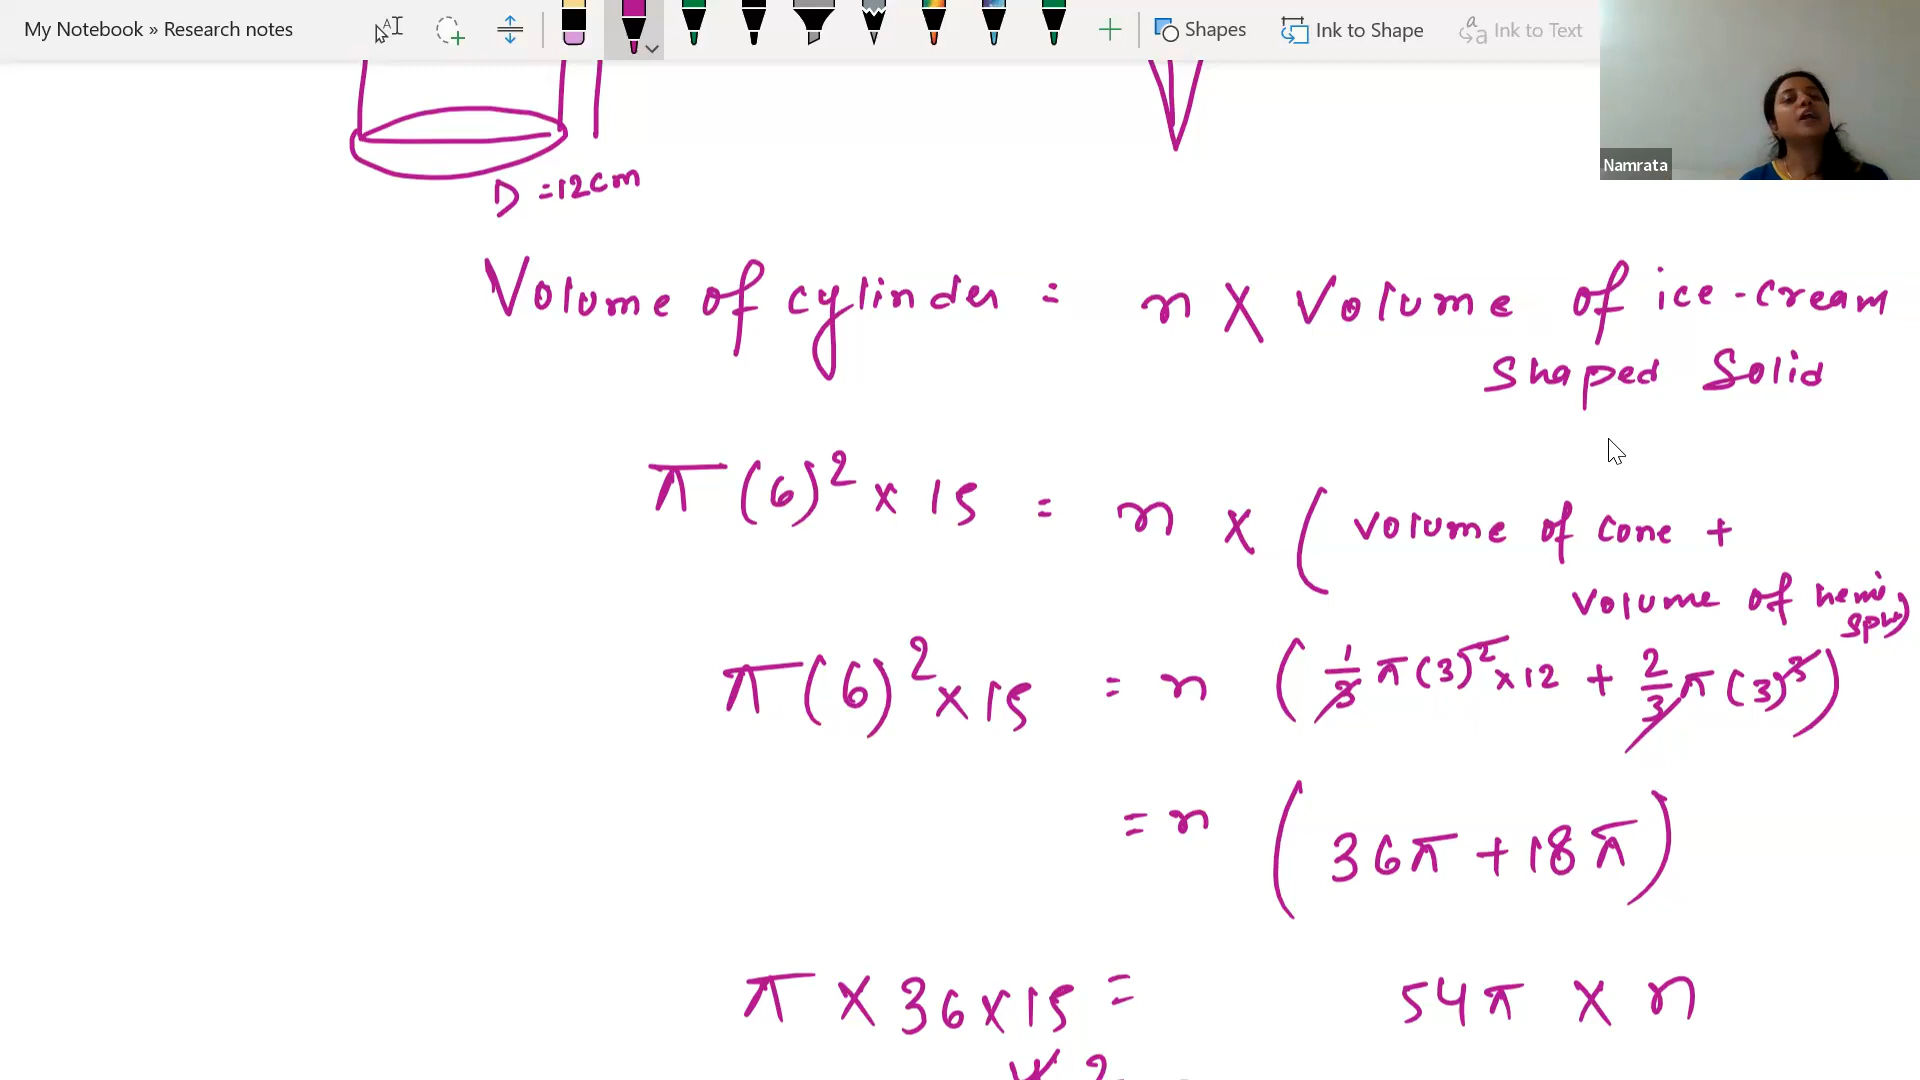 My Notebook » Research notes
Shapes
Ink to Shape
Ink to Text
Namrata
D = 12cm
Volume of cylinder = n X Volume of ice-cream
Shaped Solid
π(6)² × 15 = n × ( volume of cone +
volume of hemi
π(6)² × 15 = n ( 1/3 π(3)² × 12 + 2/3 π(3)³ )
= n ( 36π + 18π )
π × 36 × 15 = 54π × n